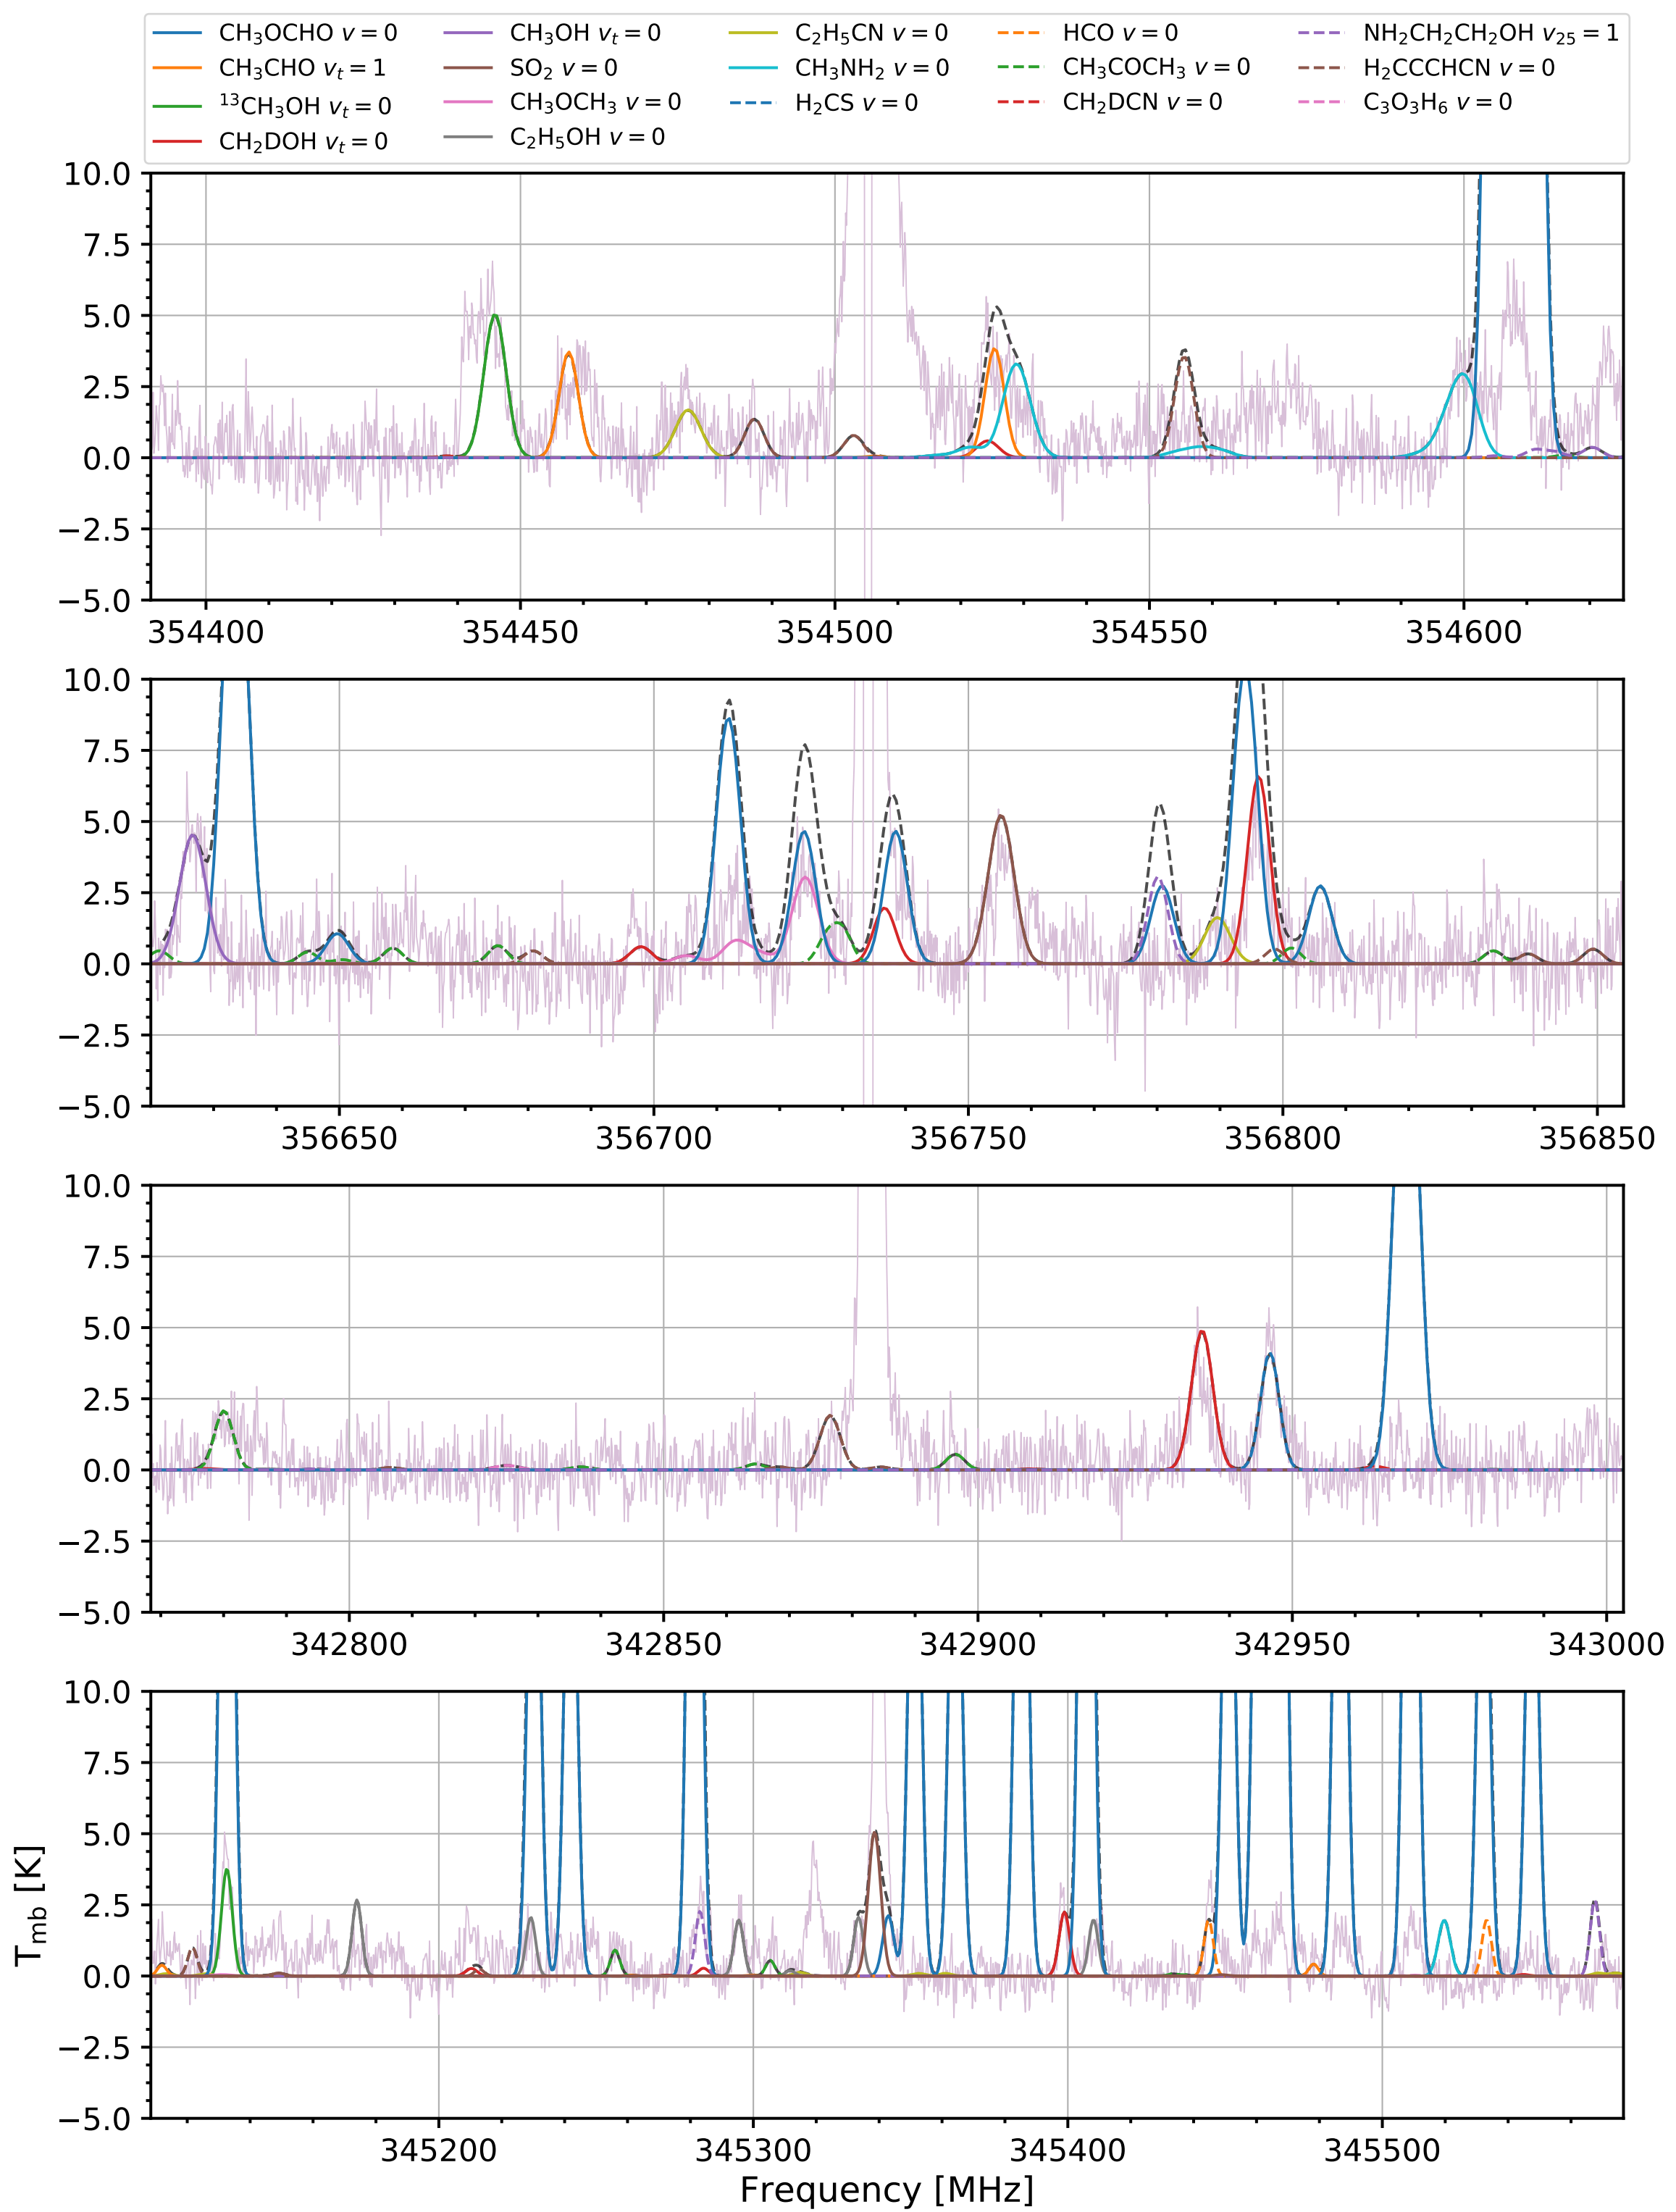 CH₃OCHO v = 0 CH₃OH vₜ = 0 C₂H₅CN v = 0 HCO v = 0 NH₂CH₂CH₂OH v₂₅ = 1
CH₃CHO vₜ = 1 SO₂ v = 0 CH₃NH₂ v = 0 CH₃COCH₃ v = 0 H₂CCCHCN v = 0
¹³CH₃OH vₜ = 0 CH₃OCH₃ v = 0 H₂CS v = 0 CH₂DCN v = 0 C₃O₃H₆ v = 0
CH₂DOH vₜ = 0 C₂H₅OH v = 0
10.0
7.5
5.0
2.5
0.0
−2.5
−5.0
354400 354450 354500 354550 354600
10.0
7.5
5.0
2.5
0.0
−2.5
−5.0
356650 356700 356750 356800 356850
10.0
7.5
5.0
2.5
0.0
−2.5
−5.0
342800 342850 342900 342950 343000
10.0
7.5
5.0
2.5
0.0
−2.5
−5.0
345200 345300 345400 345500
T_mb [K]
Frequency [MHz]